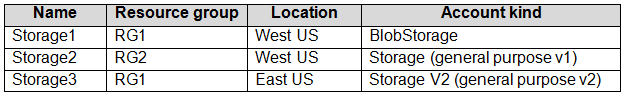 Name Resource group Location Account kind
Storage1 RG1 West US BlobStorage
Storage2 RG2 West US Storage (general purpose v1)
Storage3 RG1 East US Storage V2 (general purpose v2)